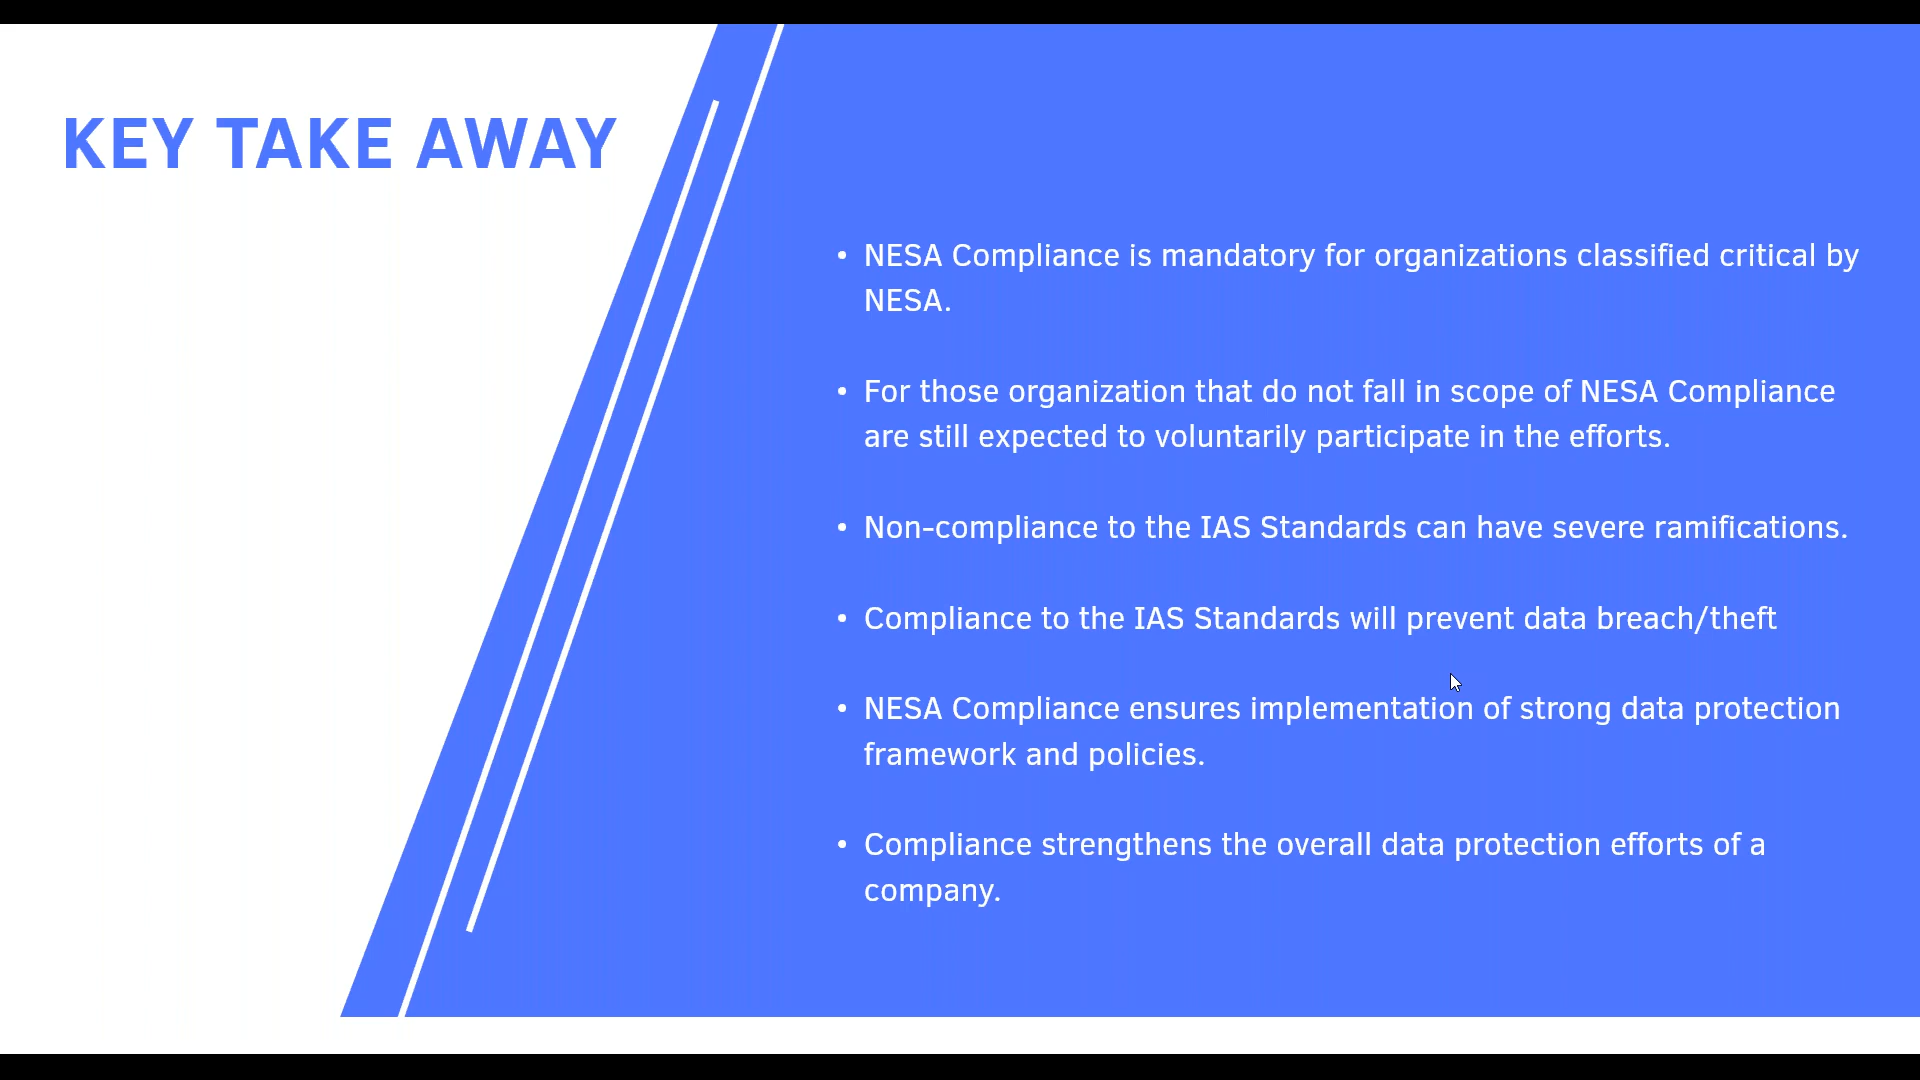 KEY TAKE AWAY
• NESA Compliance is mandatory for organizations classified critical by
NESA.
• For those organization that do not fall in scope of NESA Compliance
are still expected to voluntarily participate in the efforts.
• Non-compliance to the IAS Standards can have severe ramifications.
• Compliance to the IAS Standards will prevent data breach/theft
• NESA Compliance ensures implementation of strong data protection
framework and policies.
• Compliance strengthens the overall data protection efforts of a
company.